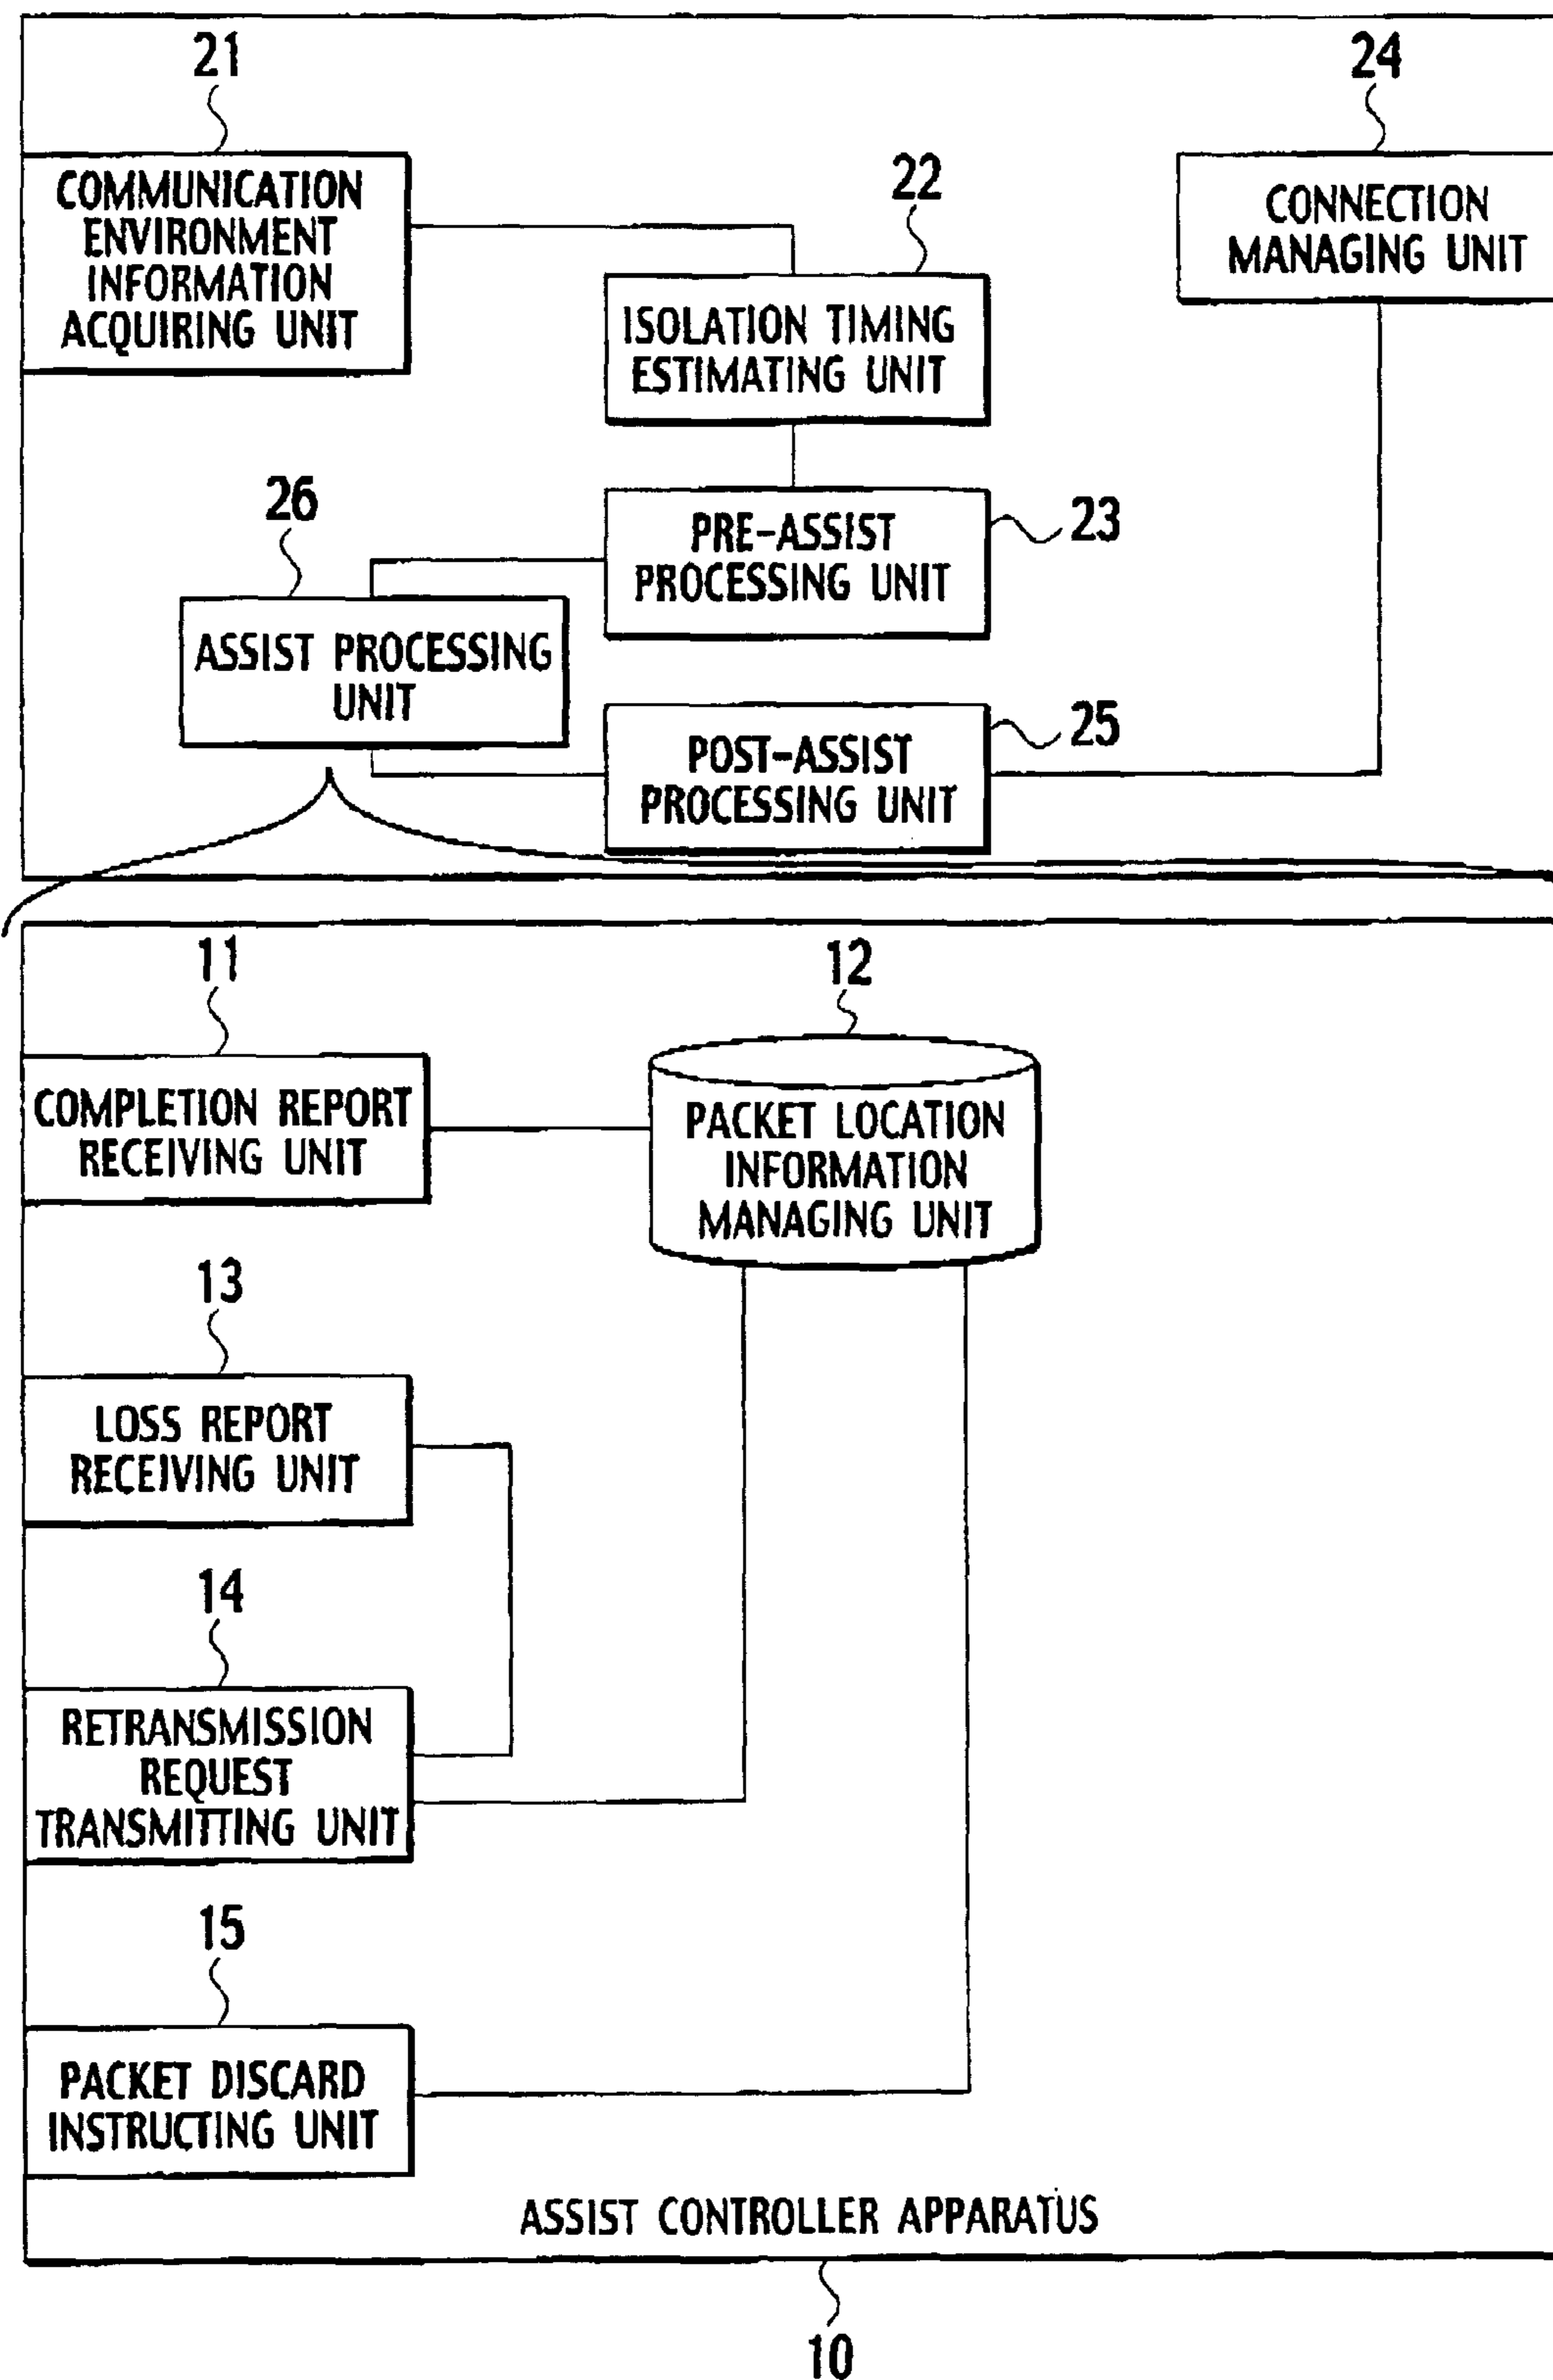 21
24
COMMUNICATION
ENVIRONMENT
INFORMATION
ACQUIRING UNIT
22
CONNECTION
MANAGING UNIT
ISOLATION TIMING
ESTIMATING UNIT
26
PRE-ASSIST
PROCESSING UNIT
23
ASSIST PROCESSING
UNIT
POST-ASSIST
PROCESSING UNIT
25
11
12
COMPLETION REPORT
RECEIVING UNIT
PACKET LOCATION
INFORMATION
MANAGING UNIT
13
LOSS REPORT
RECEIVING UNIT
14
RETRANSMISSION
REQUEST
TRANSMITTING UNIT
15
PACKET DISCARD
INSTRUCTING UNIT
ASSIST CONTROLLER APPARATUS
10